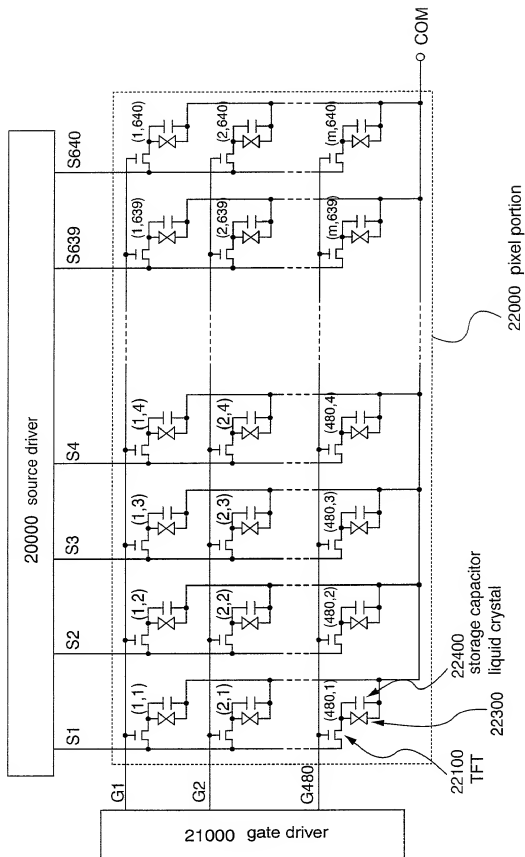 20000 source driver
S1
S2
S3
S4
S639
S640
21000 gate driver
G1
(1,1)
(1,2)
(1,3)
(1,4)
(1,639)
(1,640)
G2
(2,1)
(2,2)
(2,3)
(2,4)
(2,639)
(2,640)
G480
(480,1)
(480,2)
(480,3)
(480,4)
(m,639)
(m,640)
COM
22100
TFT
22300
22400
storage capacitor
liquid crystal
22000 pixel portion